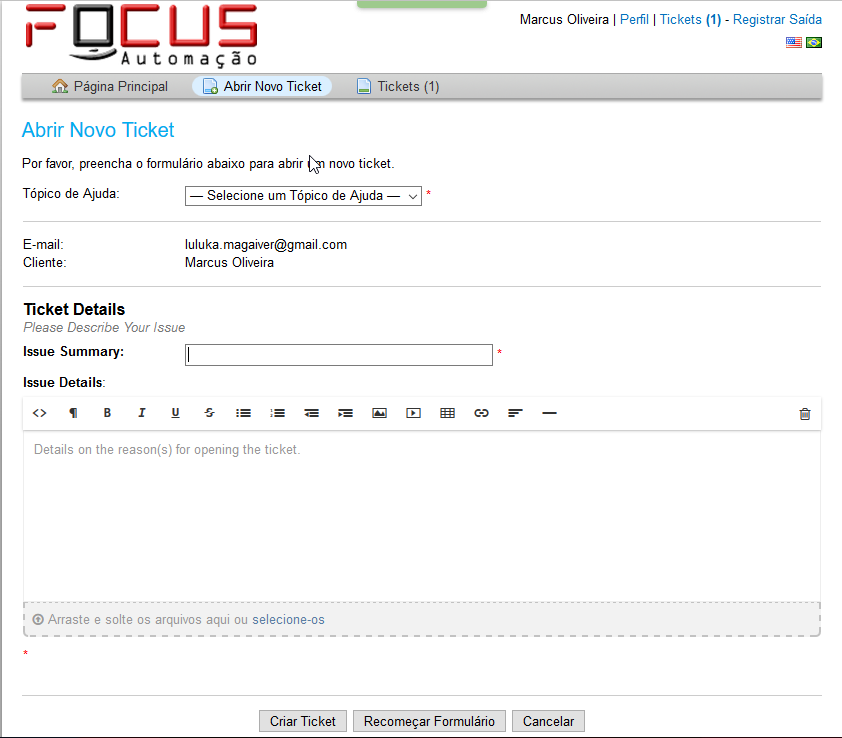 FOCUS
Automação
Marcus Oliveira | Perfil | Tickets (1) - Registrar Saída
Página Principal Abrir Novo Ticket Tickets (1)
Abrir Novo Ticket
Por favor, preencha o formulário abaixo para abrir um novo ticket.
Tópico de Ajuda: — Selecione um Tópico de Ajuda — *
E-mail: luluka.magaiver@gmail.com
Cliente: Marcus Oliveira
Ticket Details
Please Describe Your Issue
Issue Summary: *
Issue Details:
<> ¶ B I U S
Details on the reason(s) for opening the ticket.
Arraste e solte os arquivos aqui ou selecione-os
*
Criar Ticket Recomeçar Formulário Cancelar